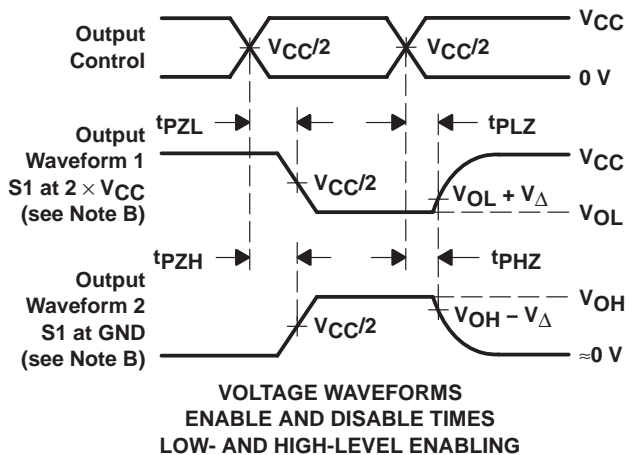 Output
Control
VCC/2
VCC/2
VCC
0 V
tPZL
tPLZ
Output
Waveform 1
S1 at 2 × VCC
(see Note B)
VCC/2
VCC
VOL + VΔ
VOL
tPZH
tPHZ
Output
Waveform 2
S1 at GND
(see Note B)
VCC/2
VOH
VOH − VΔ
≈0 V
VOLTAGE WAVEFORMS
ENABLE AND DISABLE TIMES
LOW- AND HIGH-LEVEL ENABLING